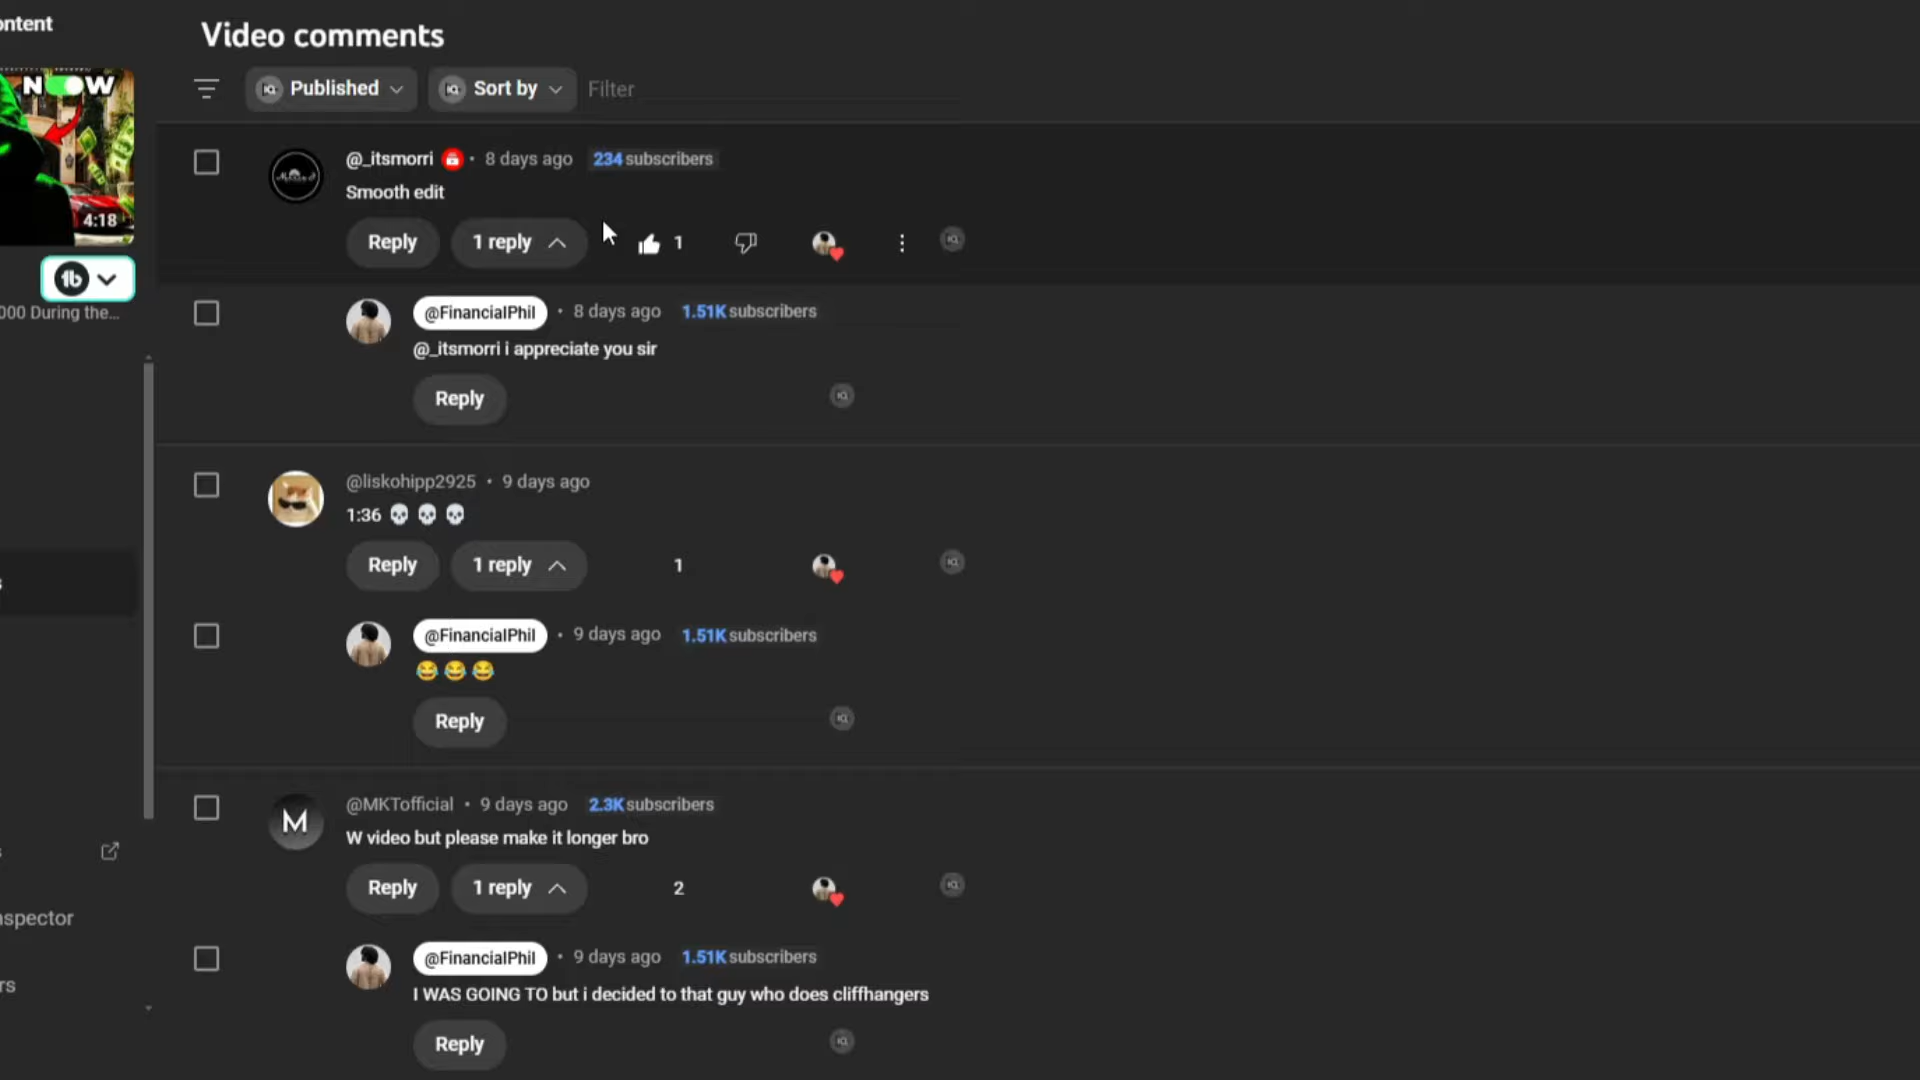 ontent
Video comments
Published
Sort by
Filter
NOW
4:18
000 During the...
@_itsmorri • 8 days ago 234 subscribers
Smooth edit
Reply
1 reply
1
@FinancialPhil • 8 days ago 1.51K subscribers
@_itsmorri i appreciate you sir
Reply
@liskohipp2925 • 9 days ago
1:36 💀 💀 💀
Reply
1 reply
1
@FinancialPhil • 9 days ago 1.51K subscribers
😂 😂 😂
Reply
@MKTofficial • 9 days ago 2.3K subscribers
M
W video but please make it longer bro
Reply
1 reply
2
nspector
@FinancialPhil • 9 days ago 1.51K subscribers
rs
I WAS GOING TO but i decided to that guy who does cliffhangers
Reply